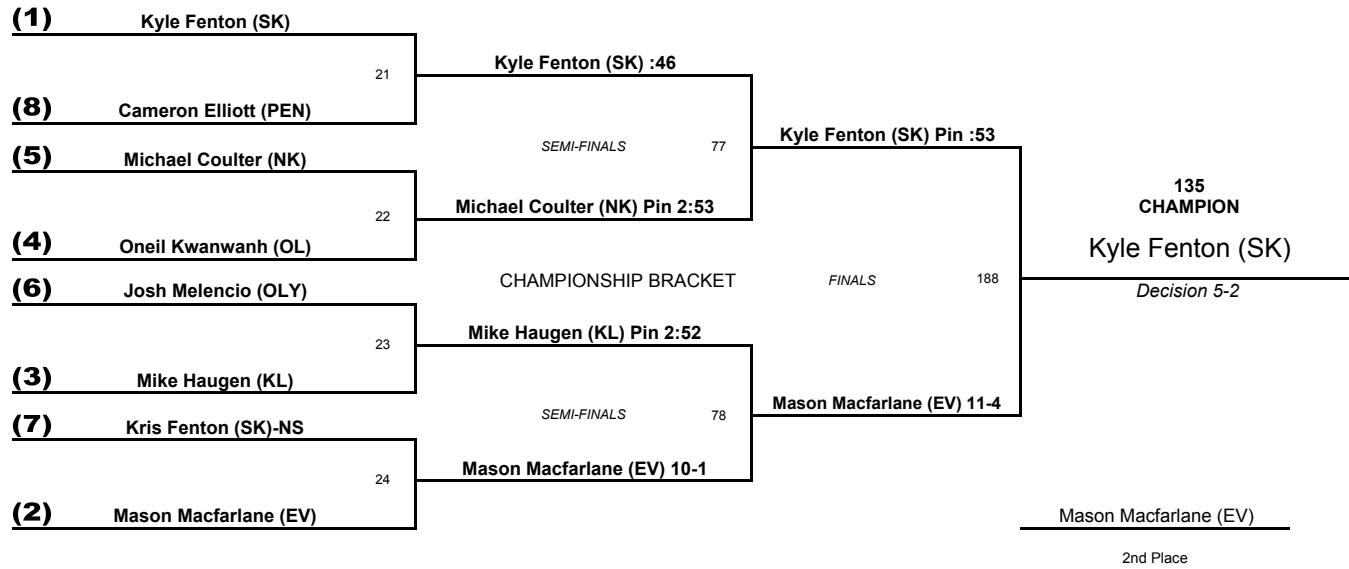 (1) Kyle Fenton (SK)
21
Kyle Fenton (SK) :46
(8) Cameron Elliott (PEN)
SEMI-FINALS 77
Kyle Fenton (SK) Pin :53
(5) Michael Coulter (NK)
22
Michael Coulter (NK) Pin 2:53
(4) Oneil Kwanwanh (OL)
135
CHAMPION
Kyle Fenton (SK)
Decision 5-2
CHAMPIONSHIP BRACKET
FINALS 188
(6) Josh Melencio (OLY)
23
Mike Haugen (KL) Pin 2:52
(3) Mike Haugen (KL)
SEMI-FINALS 78
Mason Macfarlane (EV) 11-4
(7) Kris Fenton (SK)-NS
24
Mason Macfarlane (EV) 10-1
(2) Mason Macfarlane (EV)
Mason Macfarlane (EV)
2nd Place